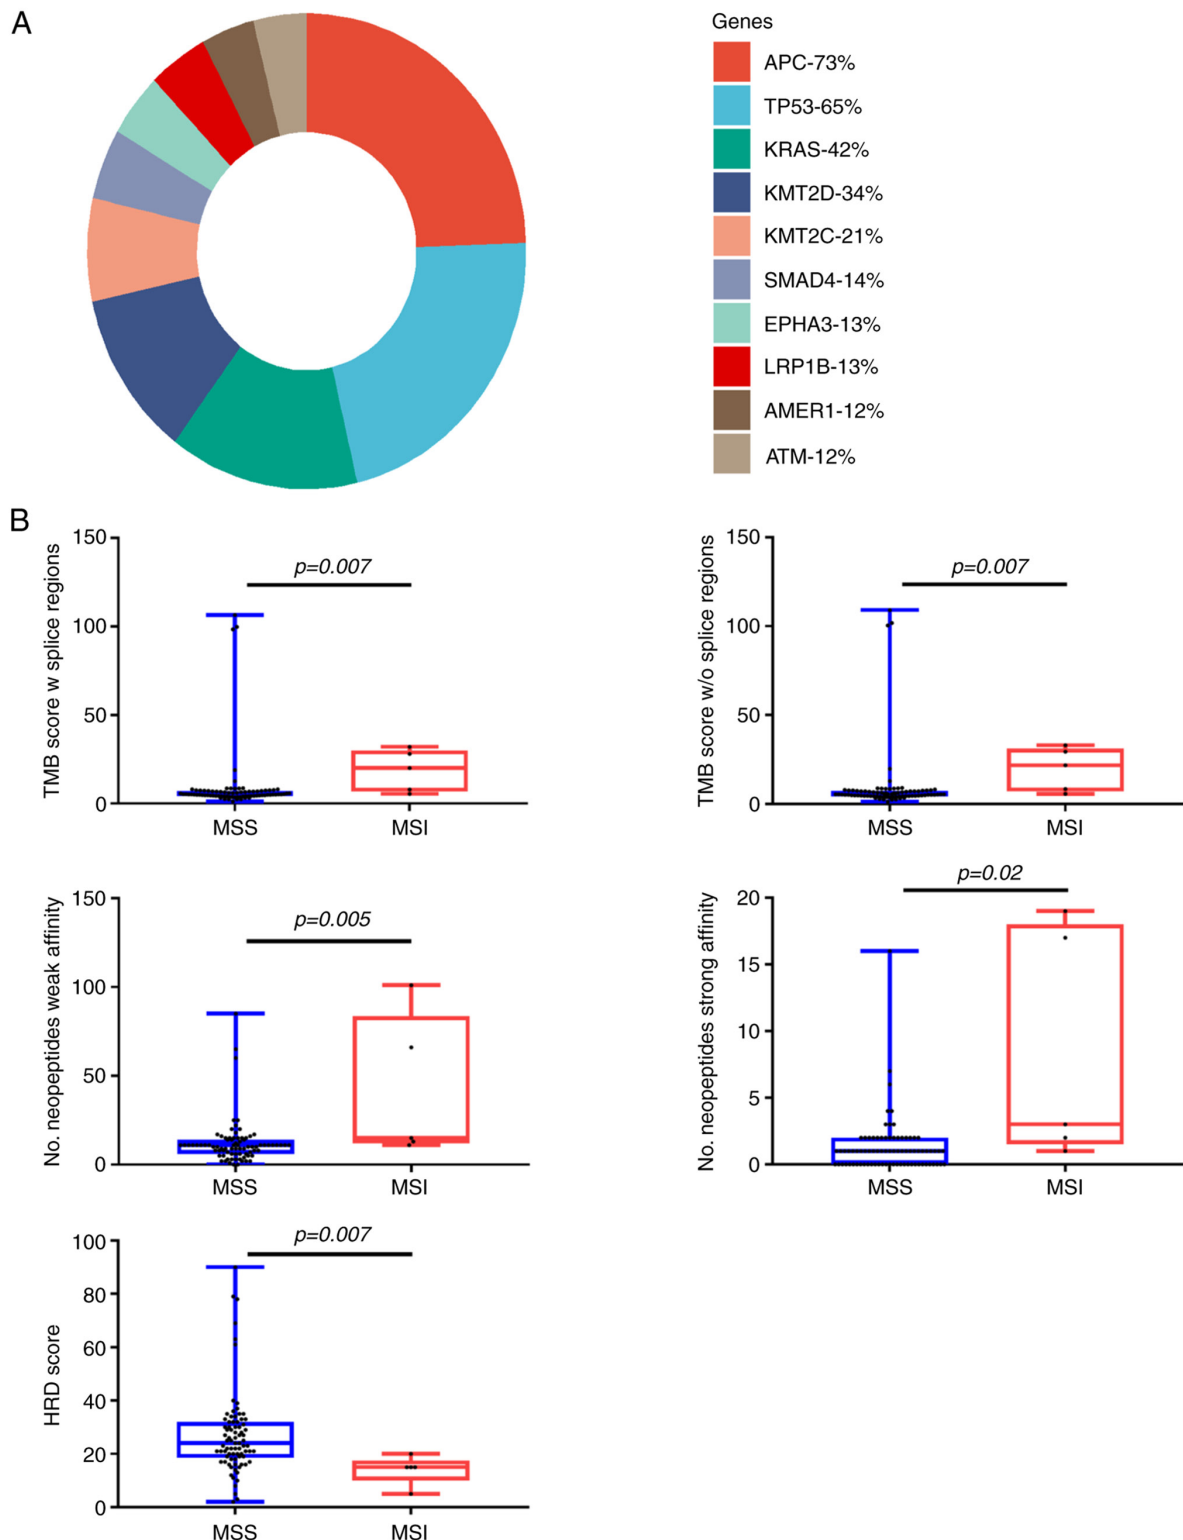 A
Genes
APC-73%
TP53-65%
KRAS-42%
KMT2D-34%
KMT2C-21%
SMAD4-14%
EPHA3-13%
LRP1B-13%
AMER1-12%
ATM-12%
B
TMB score w splice regions
150
100
50
0
p=0.007
MSS
MSI
TMB score w/o splice regions
150
100
50
0
p=0.007
MSS
MSI
No. neopeptides weak affinity
150
100
50
0
p=0.005
MSS
MSI
No. neopeptides strong affinity
20
15
10
5
0
p=0.02
MSS
MSI
HRD score
100
80
60
40
20
0
p=0.007
MSS
MSI